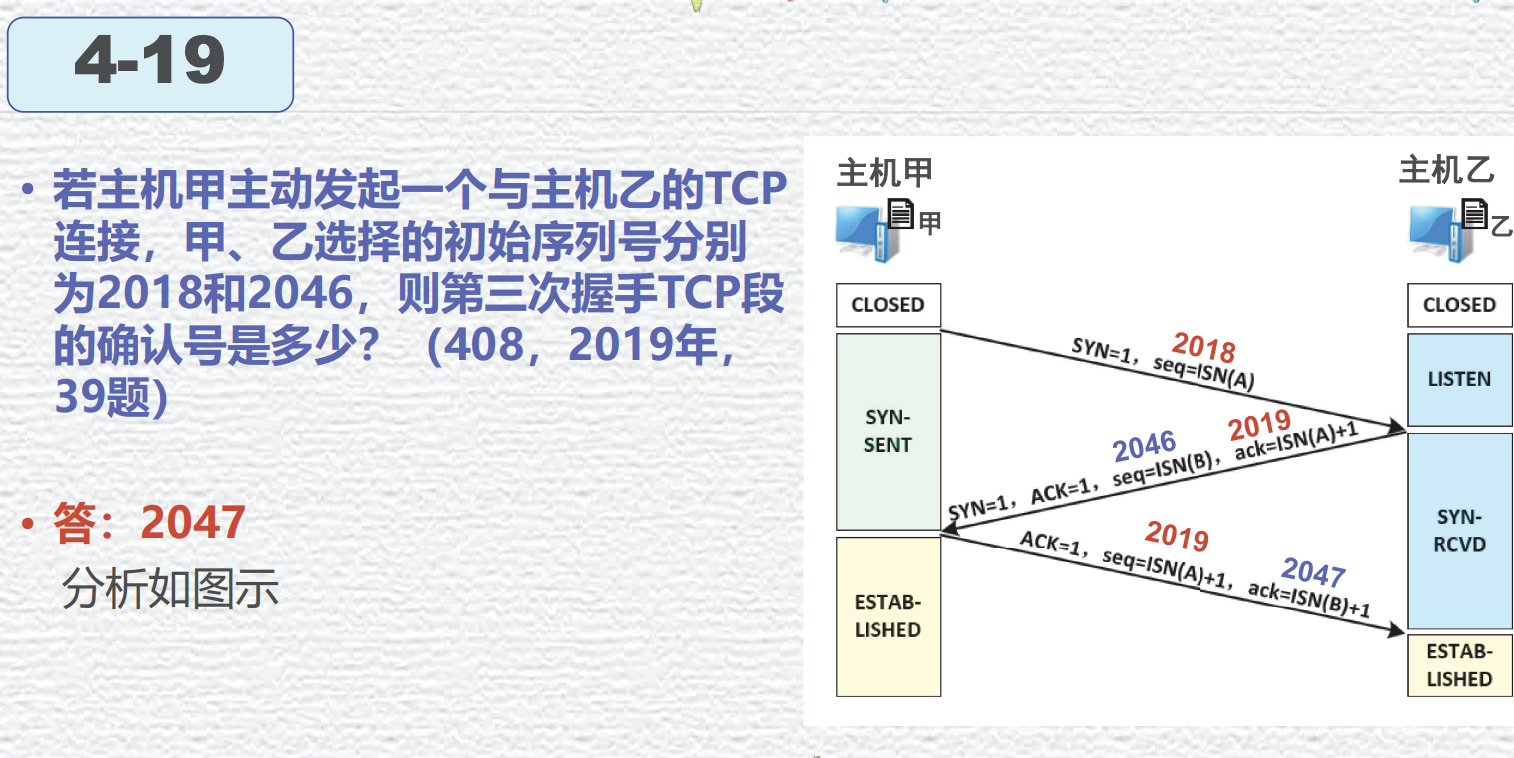 4-19
• 若主机甲主动发起一个与主机乙的TCP
连接，甲、乙选择的初始序列号分别
为2018和2046，则第三次握手TCP段
的确认号是多少？（408，2019年，
39题）
• 答：2047
分析如图示
主机甲
主机乙
甲
乙
CLOSED
CLOSED
2018
SYN=1，seq=ISN(A)
LISTEN
SYN-
SENT
2046
2019
SYN=1，ACK=1，seq=ISN(B)，ack=ISN(A)+1
SYN-
RCVD
2019
2047
ACK=1，seq=ISN(A)+1，ack=ISN(B)+1
ESTAB-
LISHED
ESTAB-
LISHED